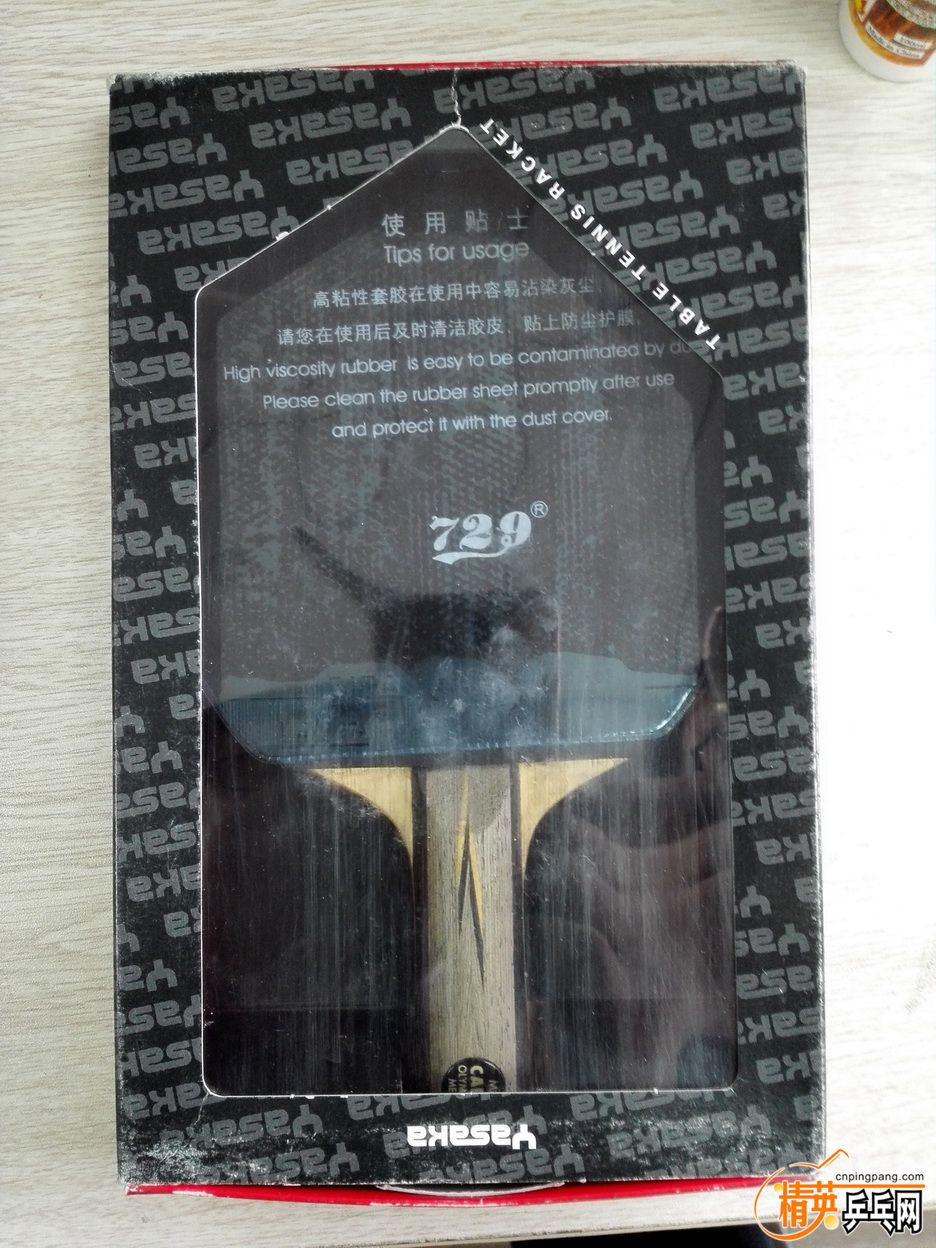 Made in China
TABLE TENNIS RACKET
使用贴士
Tips for usage
高粘性套胶在使用中容易沾染灰尘
请您在使用后及时清洁胶皮、贴上防尘护膜
High viscosity rubber is easy to be contaminated by
Please clean the rubber sheet promptly after use
and protect it with the dust cover.
729®
Yasaka
cnpingpang.com
精英乒乓网